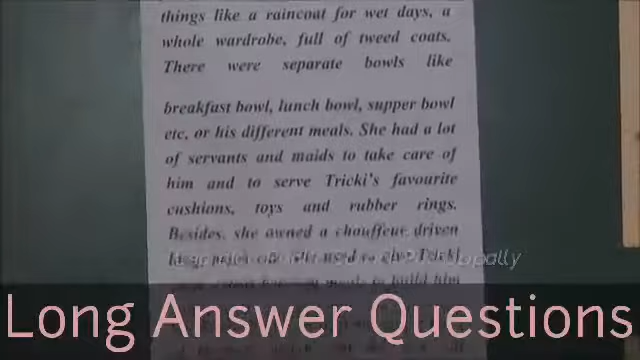 things like a raincoat for wet days, a
whole wardrobe, full of tweed coats.
There were separate bowls like
breakfast bowl, lunch bowl, supper bowl
etc, or his different meals. She had a lot
of servants and maids to take care of
him and to serve Tricki's favourite
cushions, toys and rubber rings.
Besides, she owned a chauffeur driven
Long Answer Questions